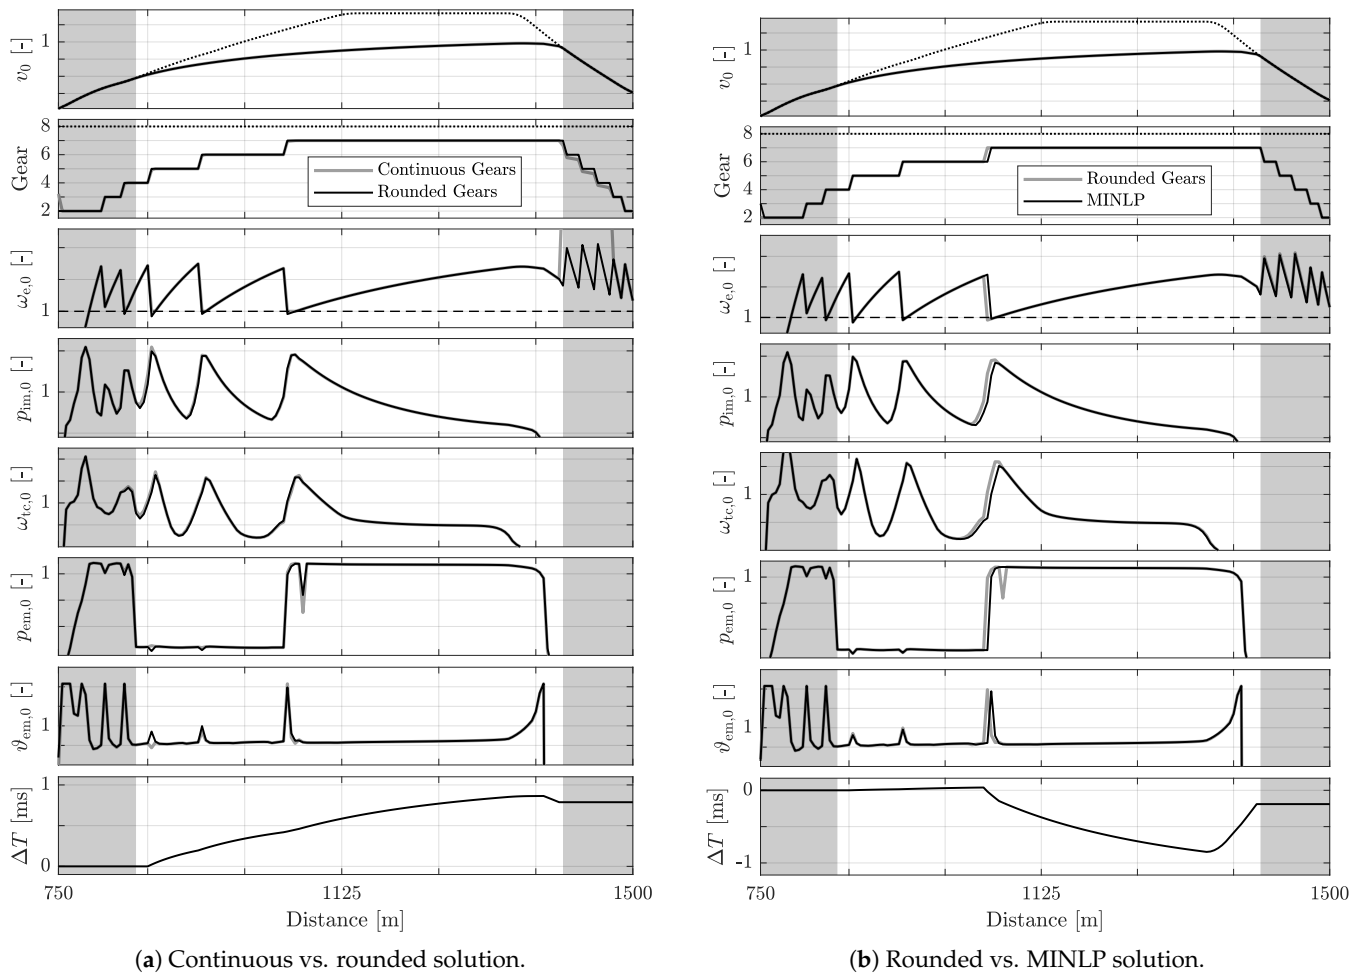 v0 [-]
1
Gear
8
6
4
2
Continuous Gears
Rounded Gears
ωe,0 [-]
1
pim,0 [-]
1
ωtc,0 [-]
1
pem,0 [-]
1
ϑem,0 [-]
1
ΔT [ms]
1
0
750
1125
1500
Distance [m]
(a) Continuous vs. rounded solution.
v0 [-]
1
Gear
8
6
4
2
Rounded Gears
MINLP
ωe,0 [-]
1
pim,0 [-]
1
ωtc,0 [-]
1
pem,0 [-]
1
ϑem,0 [-]
1
ΔT [ms]
0
-1
750
1125
1500
Distance [m]
(b) Rounded vs. MINLP solution.